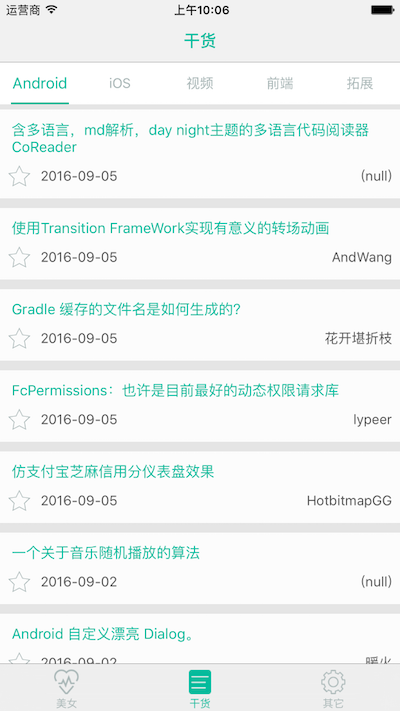 运营商 上午10:06
干货
Android iOS 视频 前端 拓展
含多语言，md解析，day night主题的多语言代码阅读器
CoReader
2016-09-05 (null)
使用Transition FrameWork实现有意义的转场动画
2016-09-05 AndWang
Gradle 缓存的文件名是如何生成的?
2016-09-05 花开堪折枝
FcPermissions：也许是目前最好的动态权限请求库
2016-09-05 lypeer
仿支付宝芝麻信用分仪表盘效果
2016-09-05 HotbitmapGG
一个关于音乐随机播放的算法
2016-09-02 (null)
Android 自定义漂亮 Dialog。
2016-09-02 暖火
美女 干货 其它